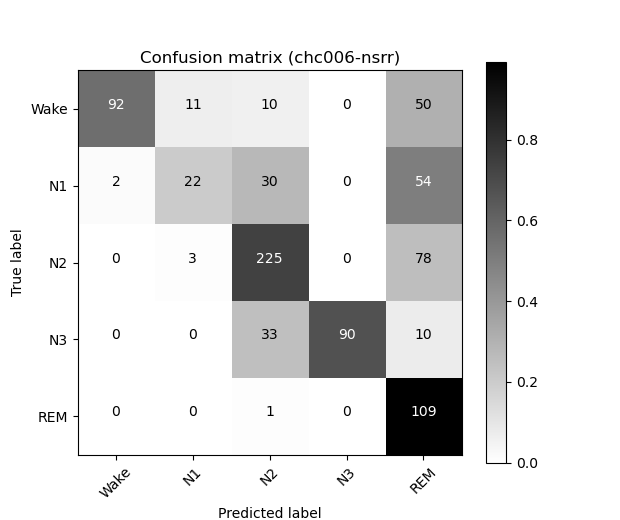 Confusion matrix (chc006-nsrr)
Wake 92 11 10 0 50
N1 2 22 30 0 54
N2 0 3 225 0 78
N3 0 0 33 90 10
REM 0 0 1 0 109
Wake N1 N2 N3 REM
Predicted label
True label
0.8
0.6
0.4
0.2
0.0